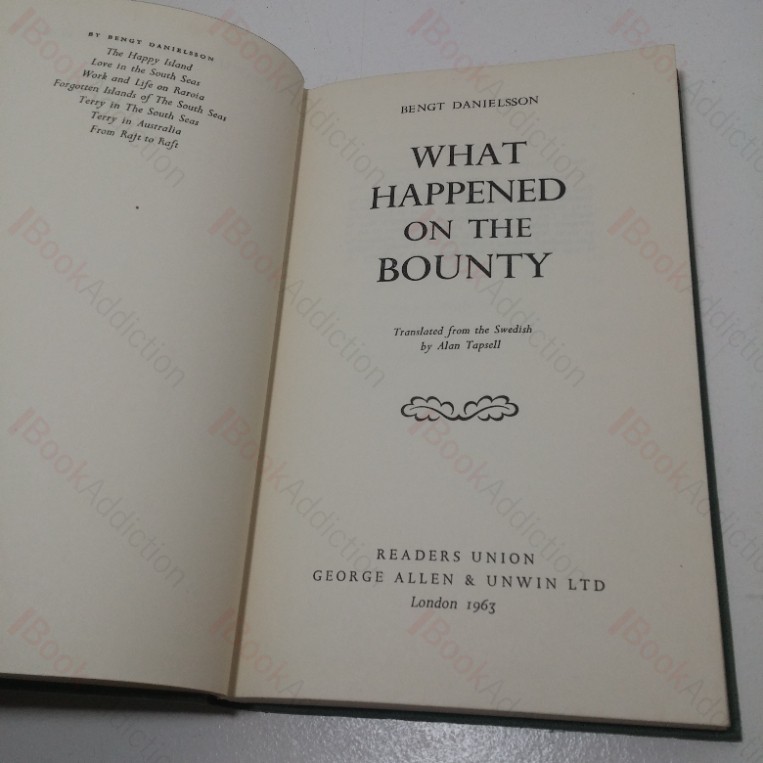 BY BENGT DANIELSSON
The Happy Island
Love in the South Seas
Work and Life on Raroia
Forgotten Islands of The South Seas
Terry in The South Seas
Terry in Australia
From Raft to Raft
BENGT DANIELSSON
WHAT
HAPPENED
ON THE
BOUNTY
Translated from the Swedish
by Alan Tapsell
READERS UNION
GEORGE ALLEN & UNWIN LTD
London 1963
BookAddiction